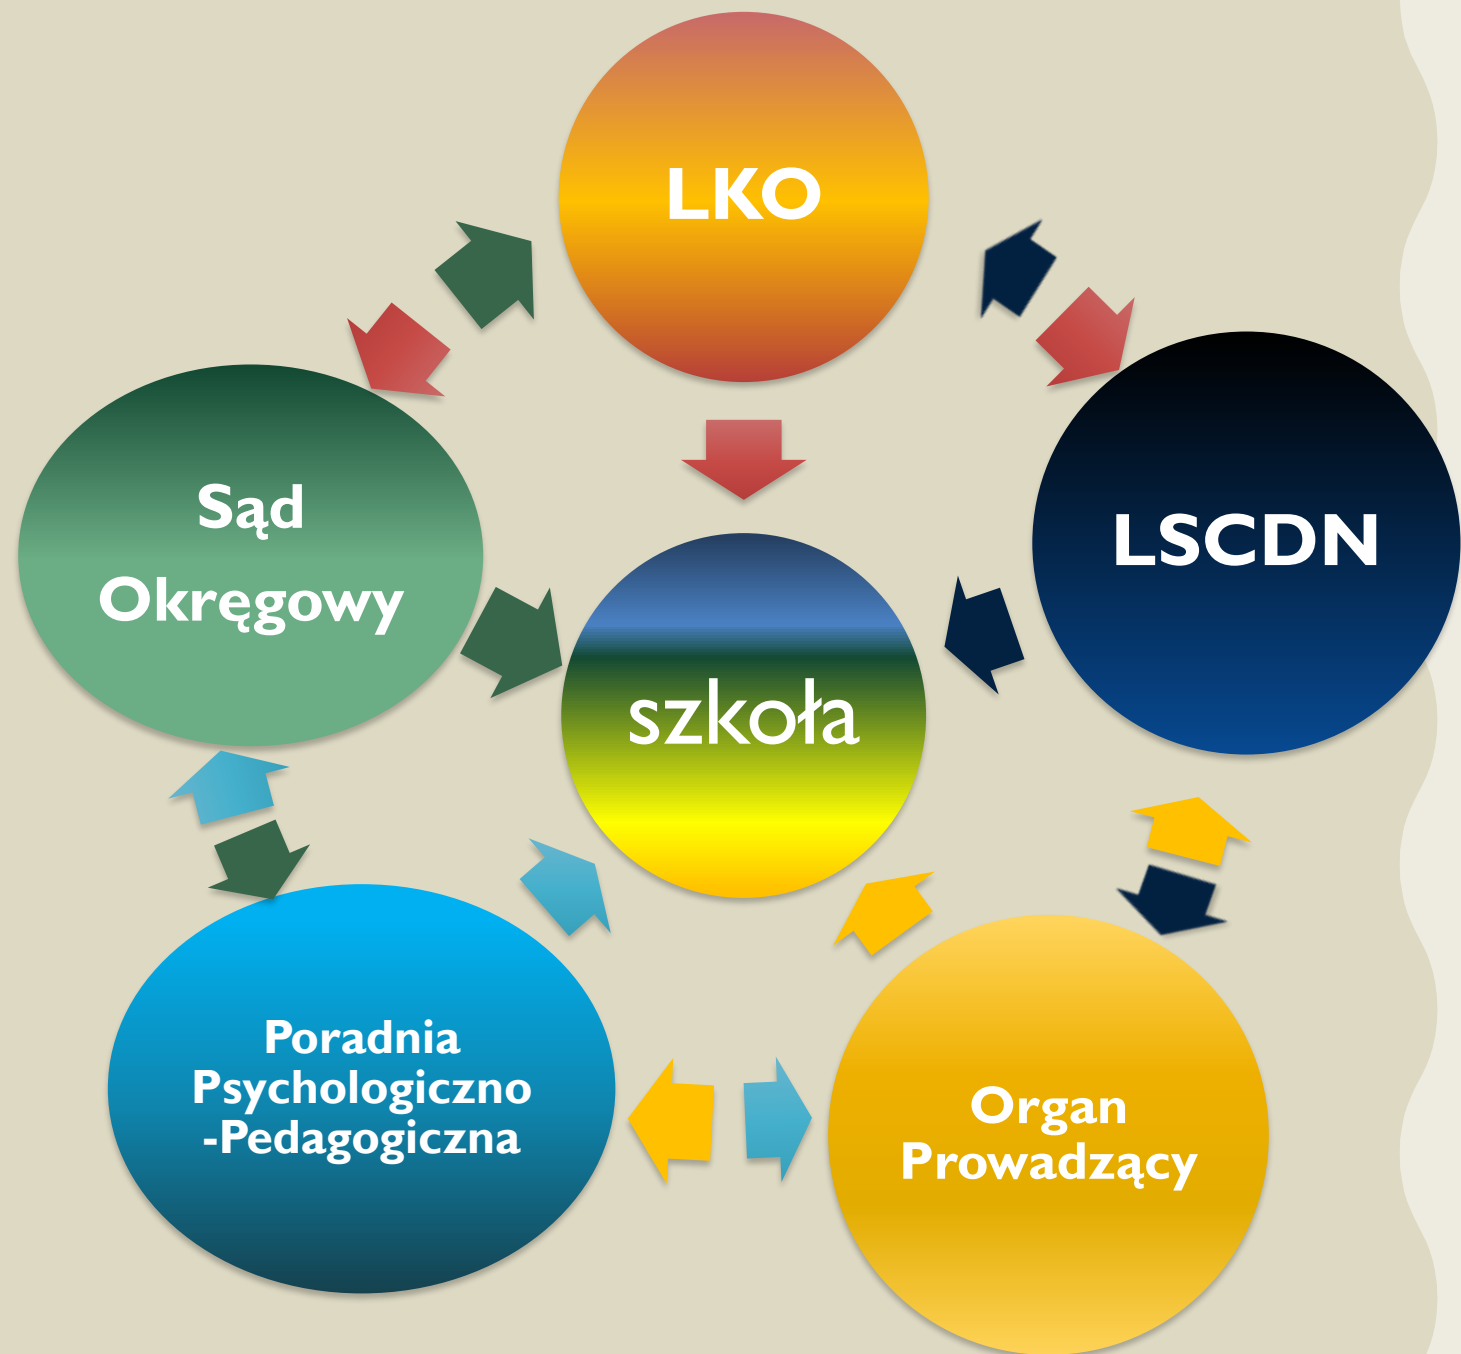 LKO
Sąd
Okręgowy
LSCDN
szkoła
Poradnia
Psychologiczno
-Pedagogiczna
Organ
Prowadzący